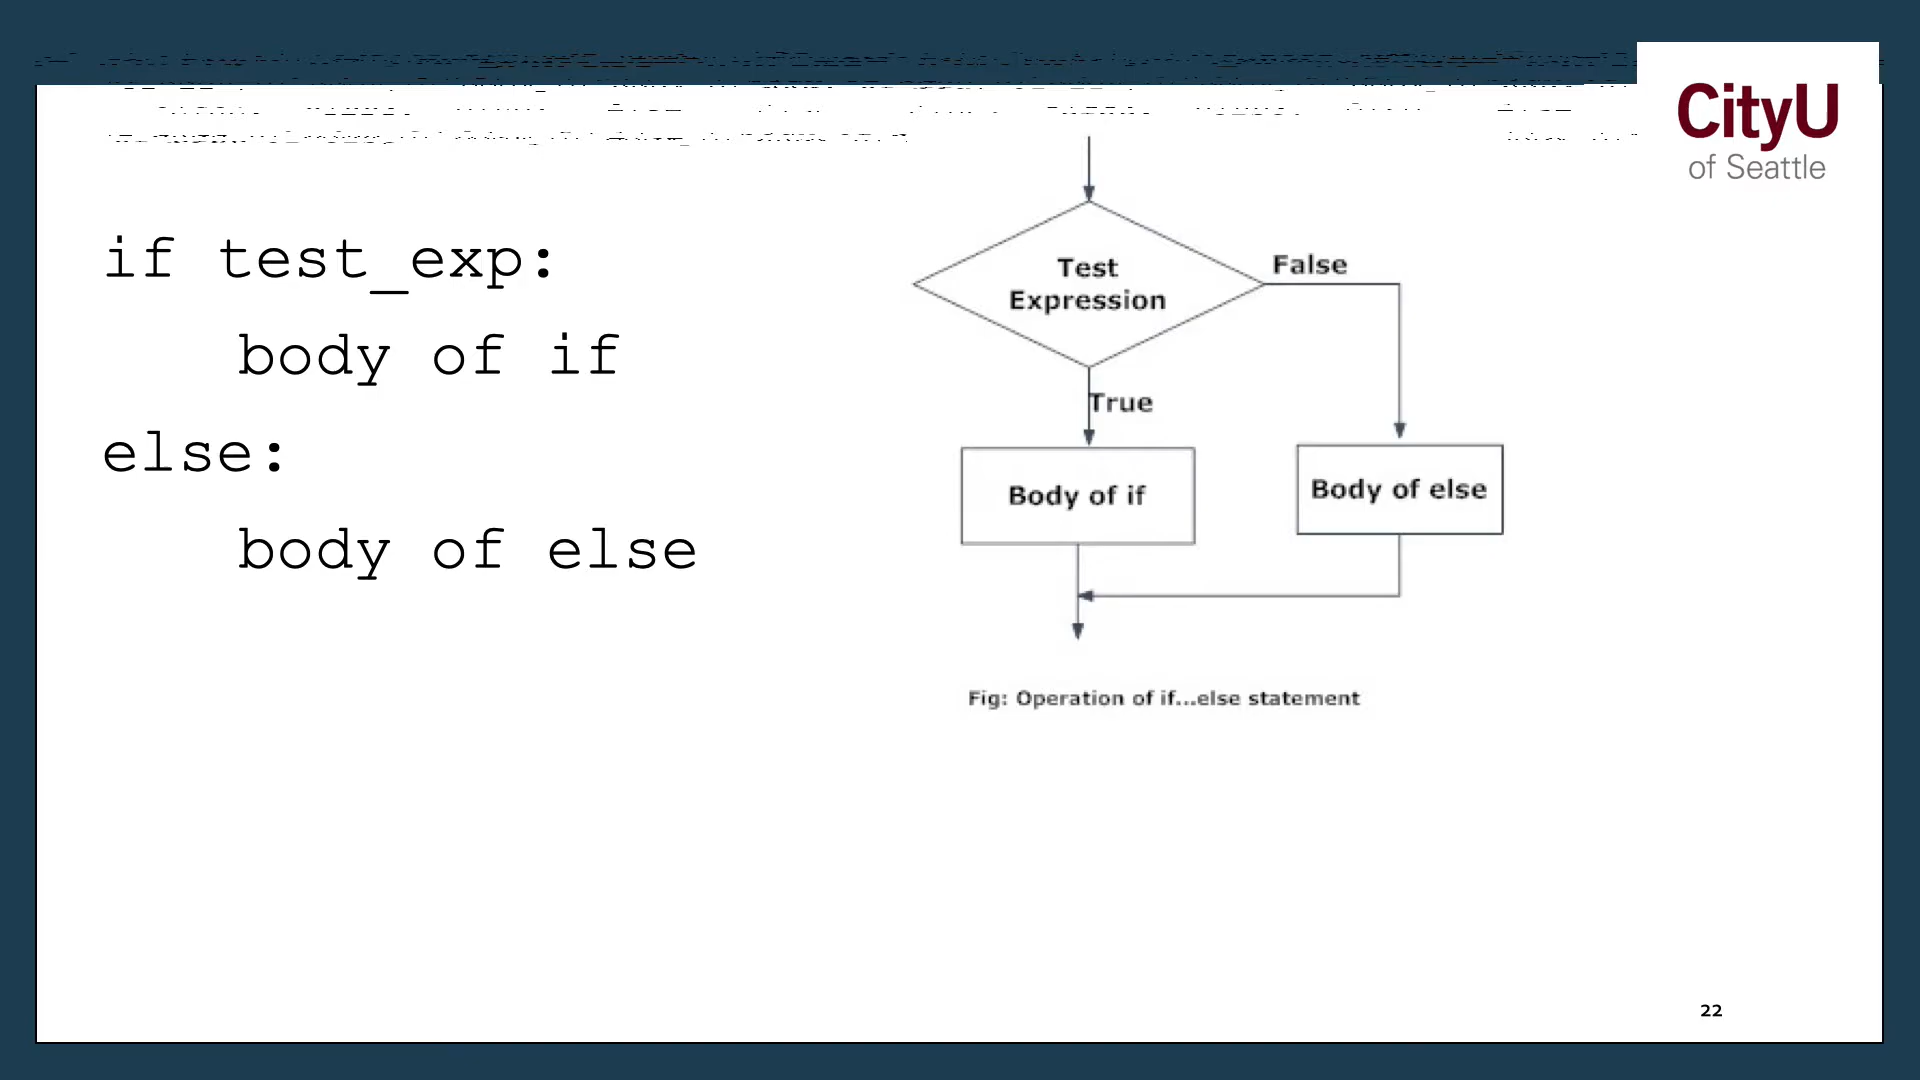 CityU
of Seattle
if test_exp:
    body of if
else:
    body of else
Test
Expression
False
True
Body of if
Body of else
Fig: Operation of if...else statement
22